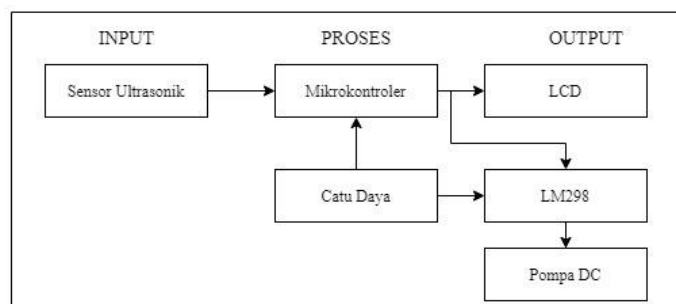 INPUT PROSES OUTPUT
Sensor Ultrasonik Mikrokontroler LCD
Catu Daya LM298
Pompa DC